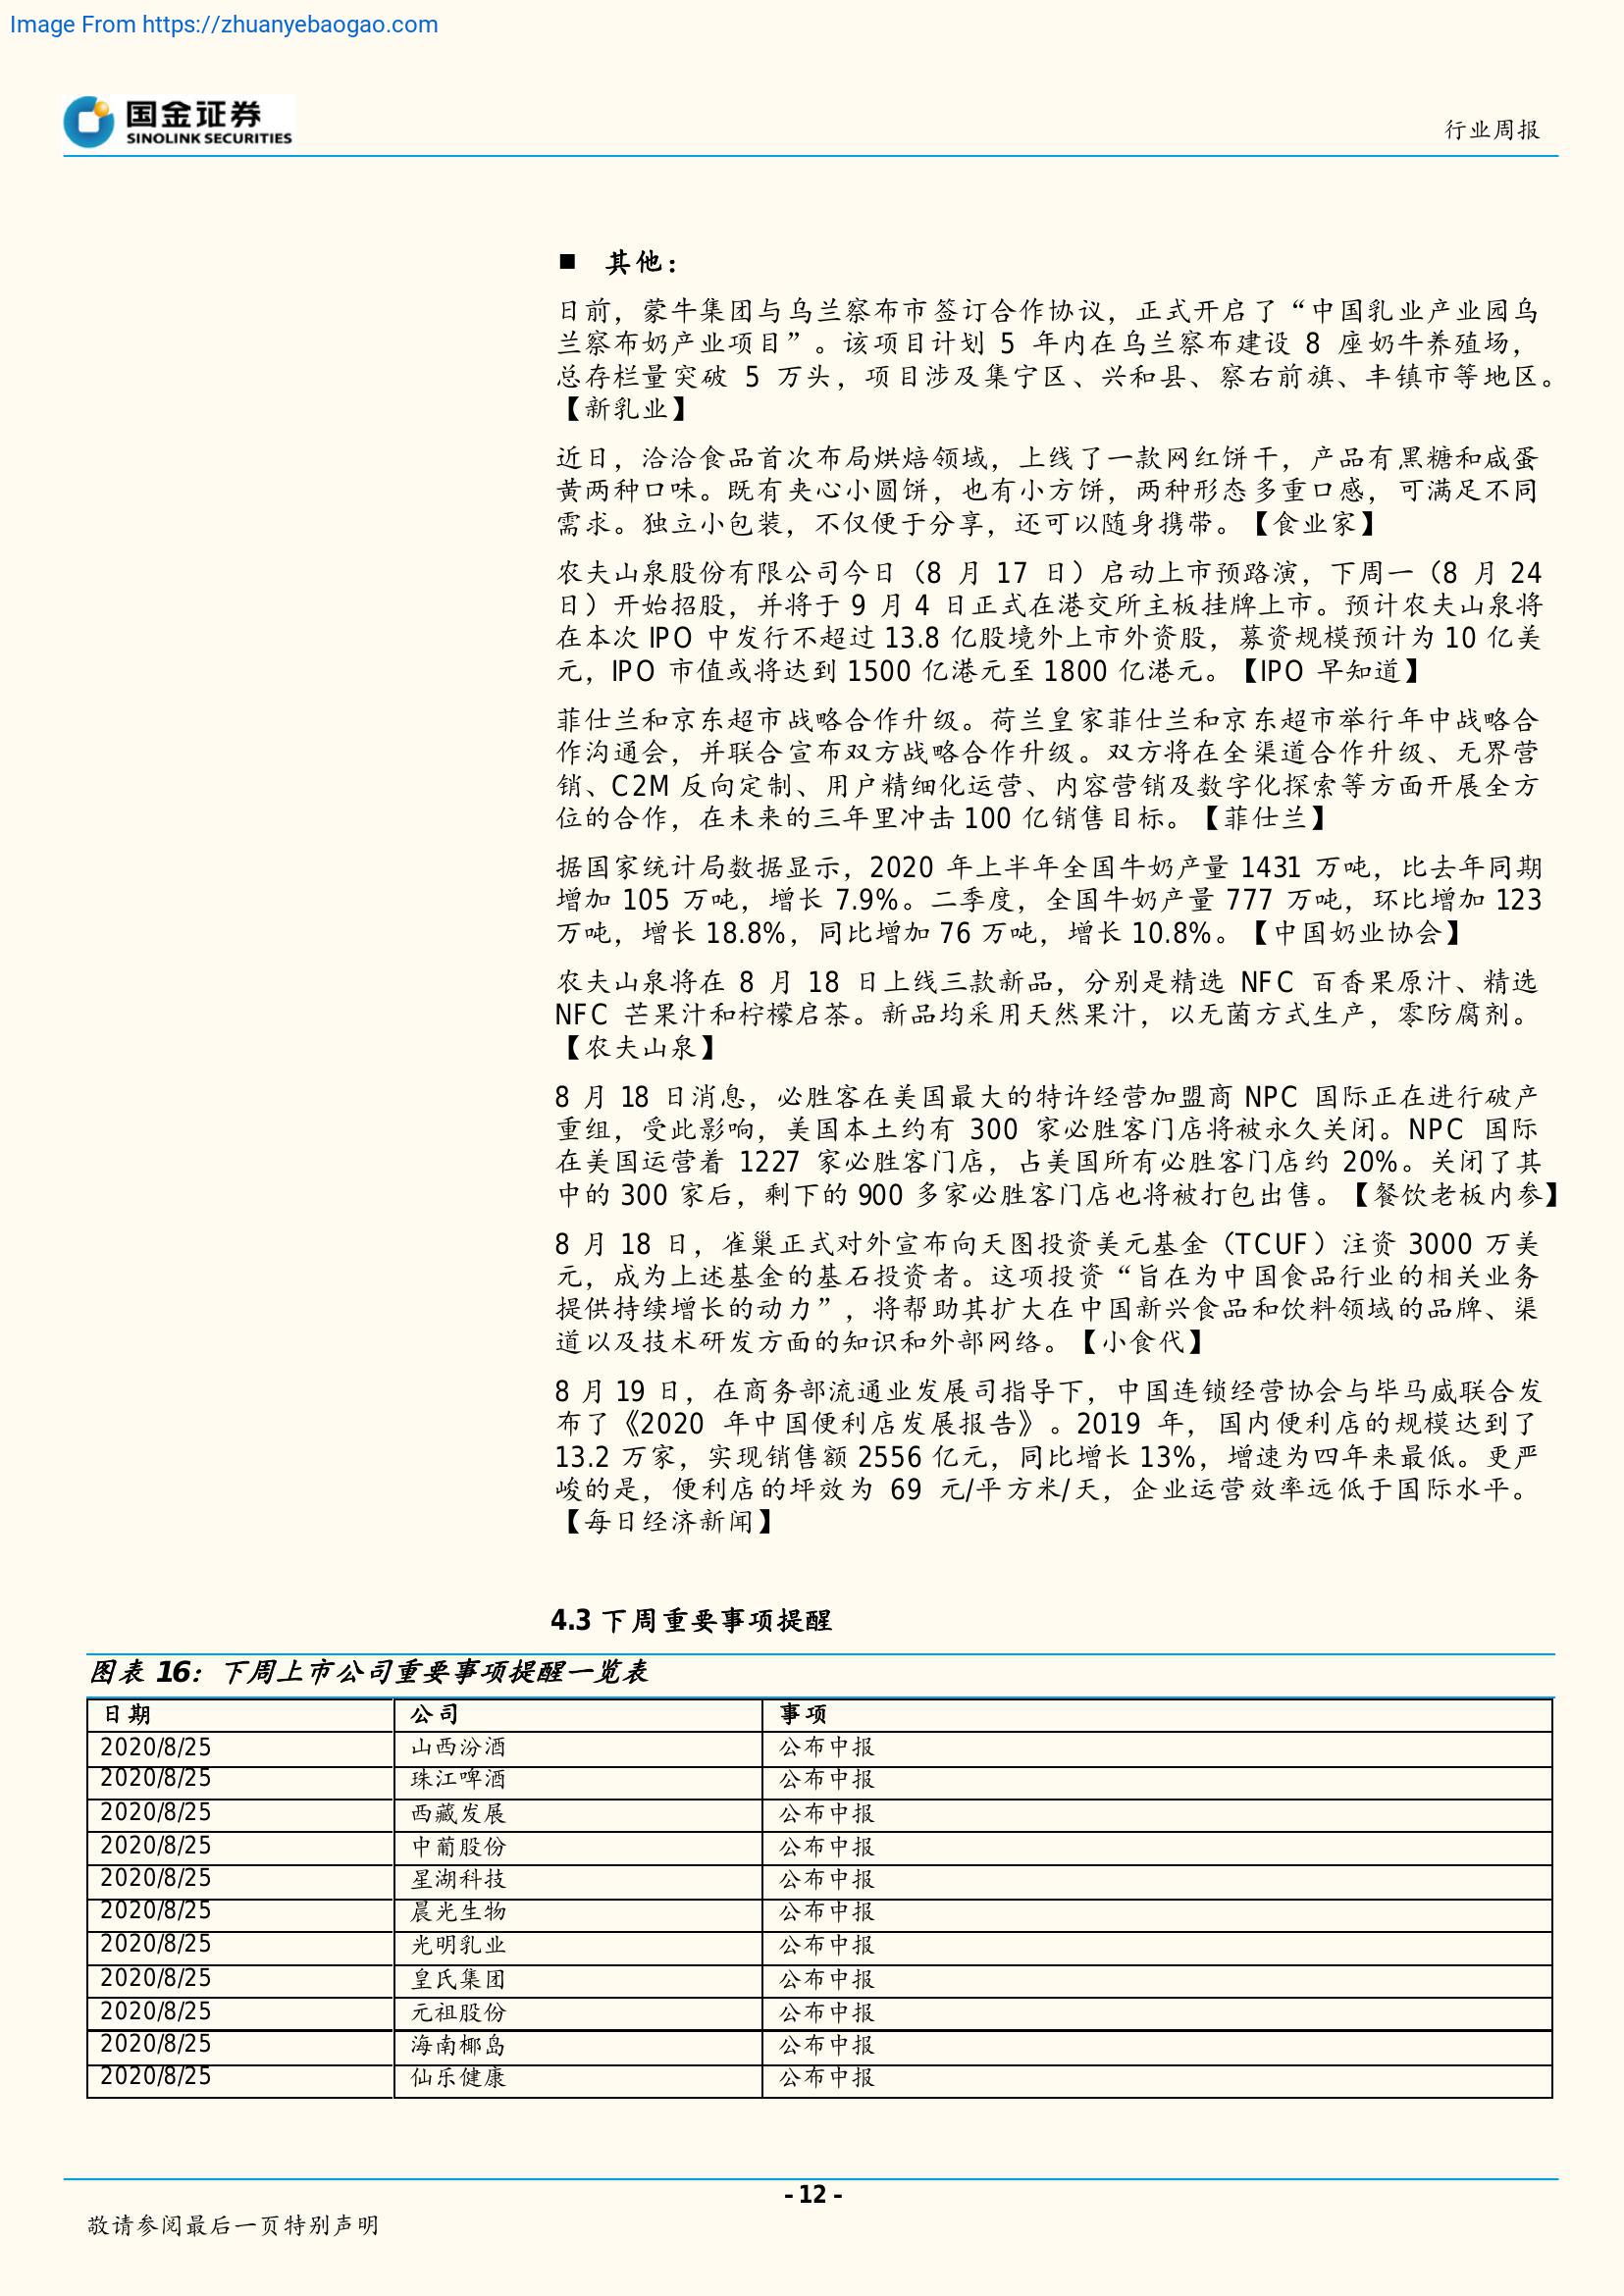 Image From https://zhuanyebaogao.com
国金证券
SINOLINK SECURITIES
行业周报
■ 其他：
日前，蒙牛集团与乌兰察布市签订合作协议，正式开启了“中国乳业产业园乌
兰察布奶产业项目”。该项目计划 5 年内在乌兰察布建设 8 座奶牛养殖场，
总存栏量突破 5 万头，项目涉及集宁区、兴和县、察右前旗、丰镇市等地区。
【新乳业】
近日，洽洽食品首次布局烘焙领域，上线了一款网红饼干，产品有黑糖和咸蛋
黄两种口味。既有夹心小圆饼，也有小方饼，两种形态多重口感，可满足不同
需求。独立小包装，不仅便于分享，还可以随身携带。【食业家】
农夫山泉股份有限公司今日（8 月 17 日）启动上市预路演，下周一（8 月 24
日）开始招股，并将于 9 月 4 日正式在港交所主板挂牌上市。预计农夫山泉将
在本次 IPO 中发行不超过 13.8 亿股境外上市外资股，募资规模预计为 10 亿美
元，IPO 市值或将达到 1500 亿港元至 1800 亿港元。【IPO 早知道】
菲仕兰和京东超市战略合作升级。荷兰皇家菲仕兰和京东超市举行年中战略合
作沟通会，并联合宣布双方战略合作升级。双方将在全渠道合作升级、无界营
销、C2M 反向定制、用户精细化运营、内容营销及数字化探索等方面开展全方
位的合作，在未来的三年里冲击 100 亿销售目标。【菲仕兰】
据国家统计局数据显示，2020 年上半年全国牛奶产量 1431 万吨，比去年同期
增加 105 万吨，增长 7.9%。二季度，全国牛奶产量 777 万吨，环比增加 123
万吨，增长 18.8%，同比增加 76 万吨，增长 10.8%。【中国奶业协会】
农夫山泉将在 8 月 18 日上线三款新品，分别是精选 NFC 百香果原汁、精选
NFC 芒果汁和柠檬启茶。新品均采用天然果汁，以无菌方式生产，零防腐剂。
【农夫山泉】
8 月 18 日消息，必胜客在美国最大的特许经营加盟商 NPC 国际正在进行破产
重组，受此影响，美国本土约有 300 家必胜客门店将被永久关闭。NPC 国际
在美国运营着 1227 家必胜客门店，占美国所有必胜客门店约 20%。关闭了其
中的 300 家后，剩下的 900 多家必胜客门店也将被打包出售。【餐饮老板内参】
8 月 18 日，雀巢正式对外宣布向天图投资美元基金（TCUF）注资 3000 万美
元，成为上述基金的基石投资者。这项投资“旨在为中国食品行业的相关业务
提供持续增长的动力”，将帮助其扩大在中国新兴食品和饮料领域的品牌、渠
道以及技术研发方面的知识和外部网络。【小食代】
8 月 19 日，在商务部流通业发展司指导下，中国连锁经营协会与毕马威联合发
布了《2020 年中国便利店发展报告》。2019 年，国内便利店的规模达到了
13.2 万家，实现销售额 2556 亿元，同比增长 13%，增速为四年来最低。更严
峻的是，便利店的坪效为 69 元/平方米/天，企业运营效率远低于国际水平。
【每日经济新闻】
4.3 下周重要事项提醒
图表 16：下周上市公司重要事项提醒一览表
日期 公司 事项
2020/8/25 山西汾酒 公布中报
2020/8/25 珠江啤酒 公布中报
2020/8/25 西藏发展 公布中报
2020/8/25 中葡股份 公布中报
2020/8/25 星湖科技 公布中报
2020/8/25 晨光生物 公布中报
2020/8/25 光明乳业 公布中报
2020/8/25 皇氏集团 公布中报
2020/8/25 元祖股份 公布中报
2020/8/25 海南椰岛 公布中报
2020/8/25 仙乐健康 公布中报
- 12 -
敬请参阅最后一页特别声明